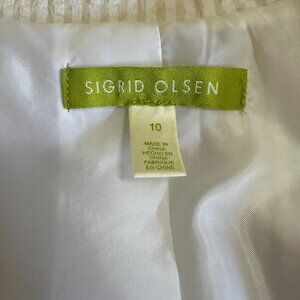 SIGRID OLSEN
10
MADE IN
CHINA
HECHO EN
CHINA
FABRIQUE
EN CHINE